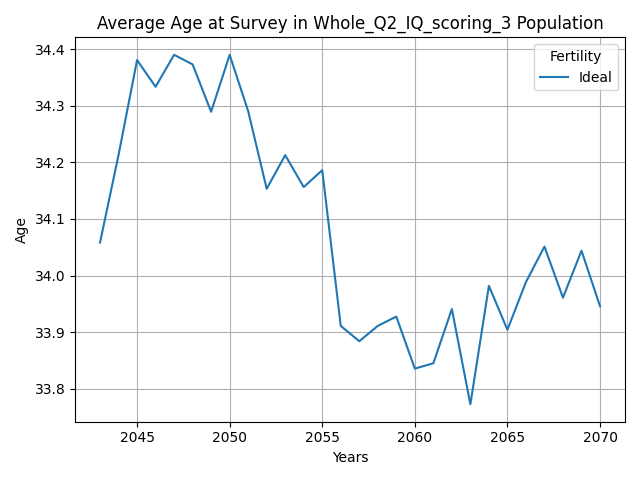 Average Age at Survey in Whole_Q2_IQ_scoring_3 Population
Fertility
Ideal
34.4
34.3
34.2
34.1
34.0
33.9
33.8
Age
2045
2050
2055
2060
2065
2070
Years